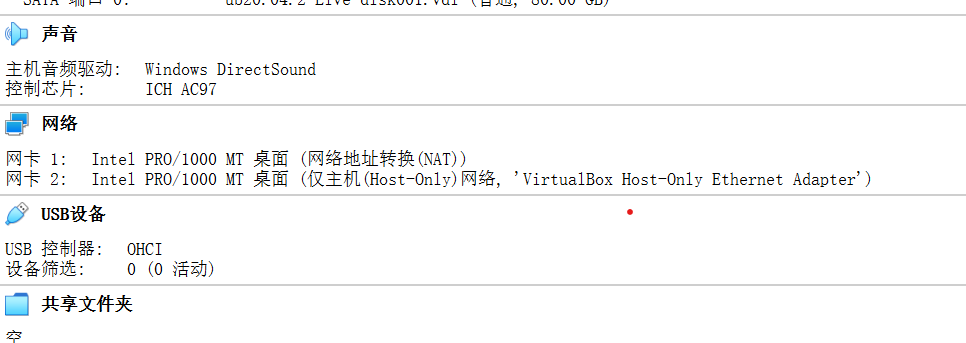 SATA 端口 0: ub20.04.2 Live disk001.vdi (普通, 80.00 GB)
声音
主机音频驱动: Windows DirectSound
控制芯片: ICH AC97
网络
网卡 1: Intel PRO/1000 MT 桌面 (网络地址转换(NAT))
网卡 2: Intel PRO/1000 MT 桌面 (仅主机(Host-Only)网络, 'VirtualBox Host-Only Ethernet Adapter')
USB设备
USB 控制器: OHCI
设备筛选: 0 (0 活动)
共享文件夹
空